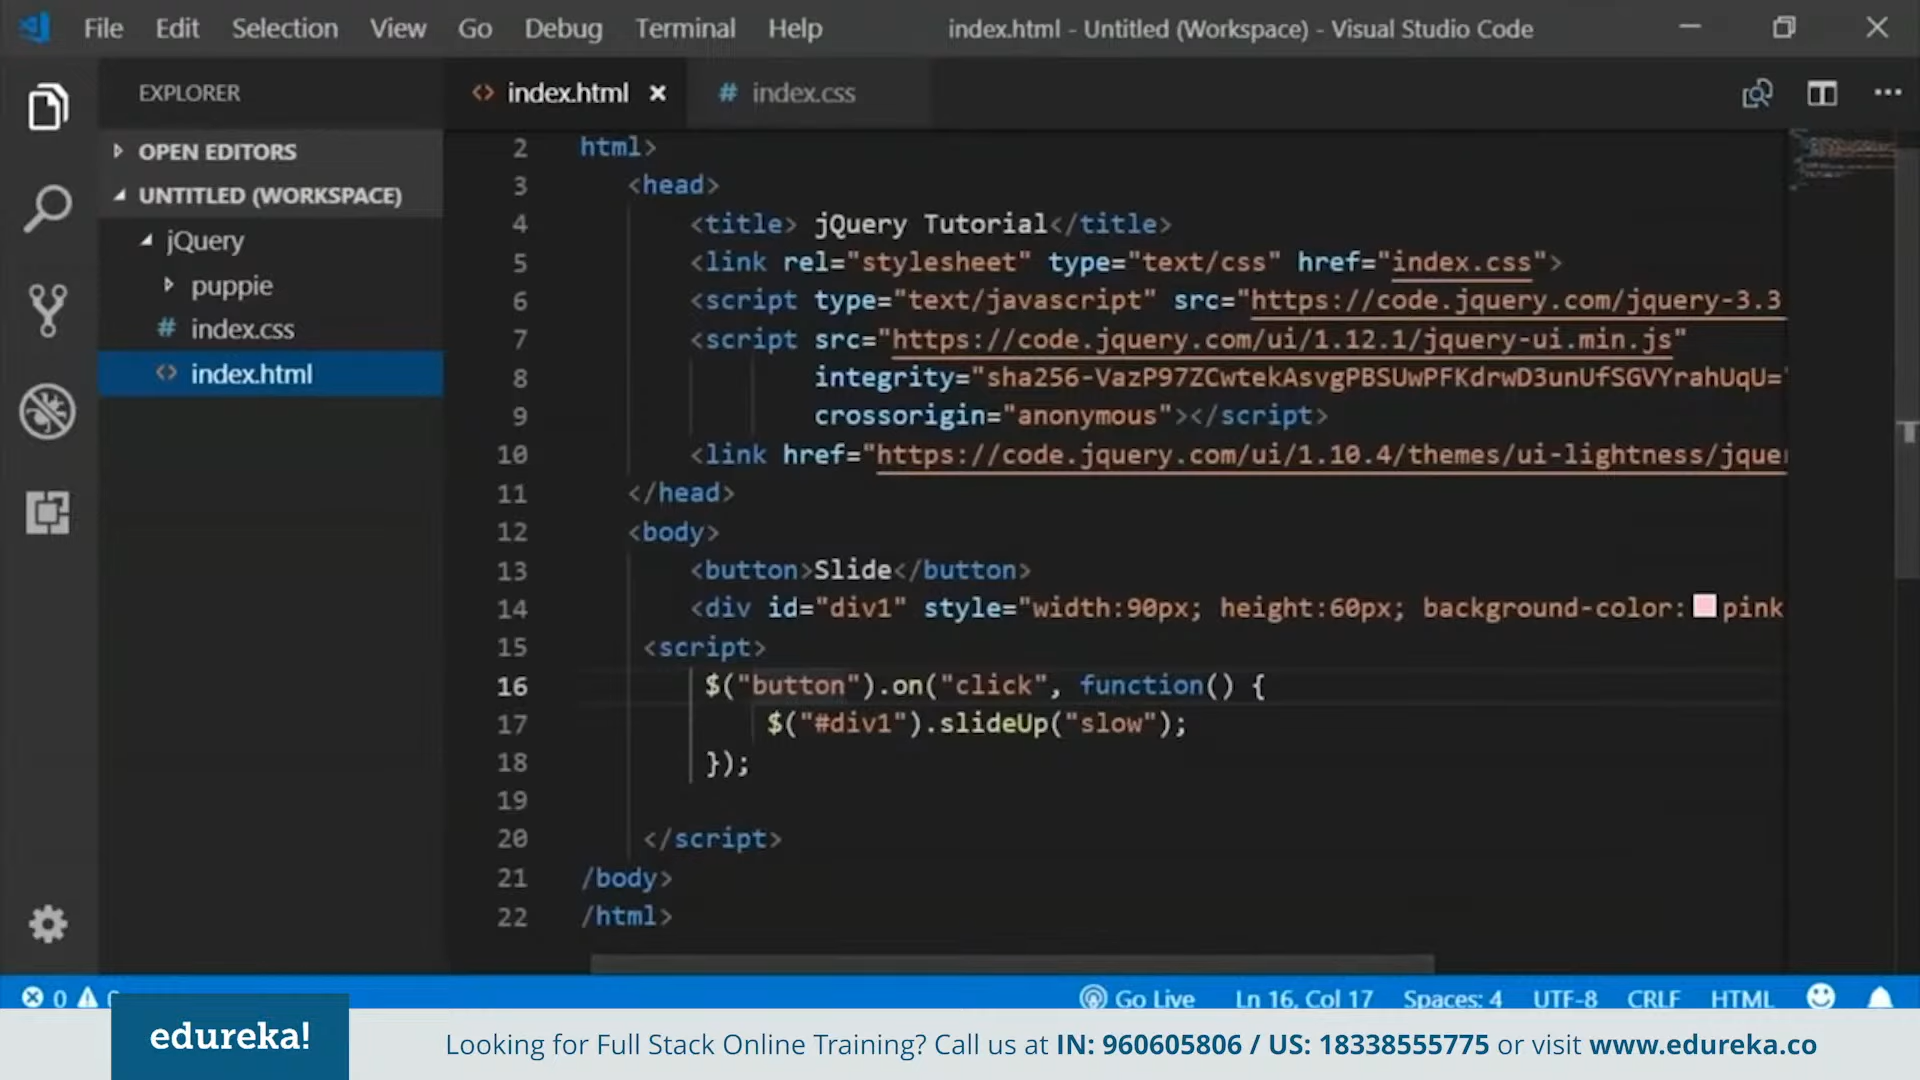 File Edit Selection View Go Debug Terminal Help index.html - Untitled (Workspace) - Visual Studio Code
EXPLORER
index.html
# index.css
OPEN EDITORS
UNTITLED (WORKSPACE)
jQuery
puppie
# index.css
<> index.html
2 html>
3 <head>
4 <title> jQuery Tutorial</title>
5 <link rel="stylesheet" type="text/css" href="index.css">
6 <script type="text/javascript" src="https://code.jquery.com/jquery-3.3
7 <script src="https://code.jquery.com/ui/1.12.1/jquery-ui.min.js"
8 integrity="sha256-VazP97ZCwtekAsvgPBSUwPFKdrwD3unUfSGVYrahUqU=
9 crossorigin="anonymous"></script>
10 <link href="https://code.jquery.com/ui/1.10.4/themes/ui-lightness/jque
11 </head>
12 <body>
13 <button>Slide</button>
14 <div id="div1" style="width:90px; height:60px; background-color: pink
15 <script>
16 $("button").on("click", function() {
17 $("#div1").slideUp("slow");
18 });
19
20 </script>
21 /body>
22 /html>
0
Go Live Ln 16, Col 17 Spaces: 4 UTF-8 CRLF HTML
edureka!
Looking for Full Stack Online Training? Call us at IN: 960605806 / US: 18338555775 or visit www.edureka.co